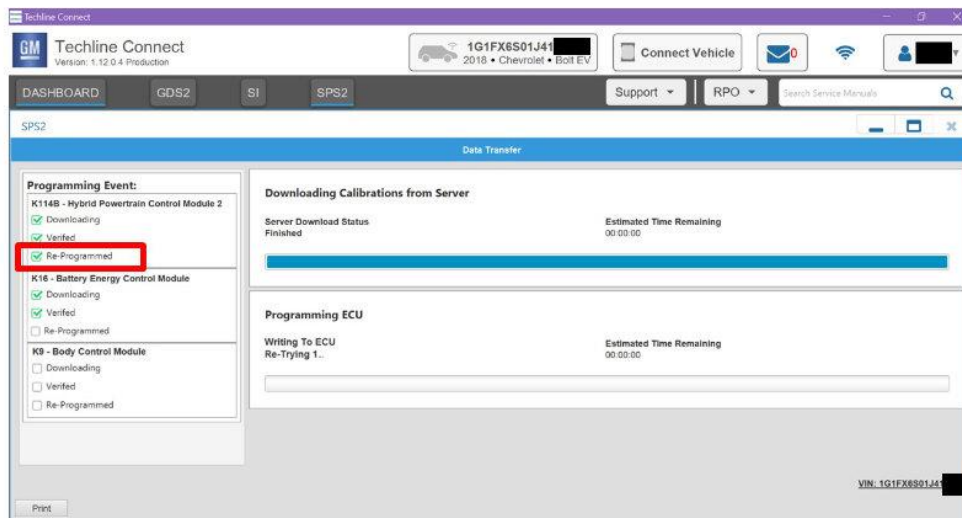 Techline Connect
GM
Techline Connect
Version: 1.12.0.4 Production
1G1FX6S01J41
2018 • Chevrolet • Bolt EV
Connect Vehicle
0
DASHBOARD GDS2 SI SPS2 Support RPO Search Service Manuals
SPS2
Data Transfer
Programming Event:
K114B - Hybrid Powertrain Control Module 2
Downloading
Verifed
Re-Programmed
K16 - Battery Energy Control Module
Downloading
Verifed
Re-Programmed
K9 - Body Control Module
Downloading
Verifed
Re-Programmed
Downloading Calibrations from Server
Server Download Status
Finished
Estimated Time Remaining
00:00:00
Programming ECU
Writing To ECU
Re-Trying 1..
Estimated Time Remaining
00:00:00
VIN: 1G1FX6S01J41
Print